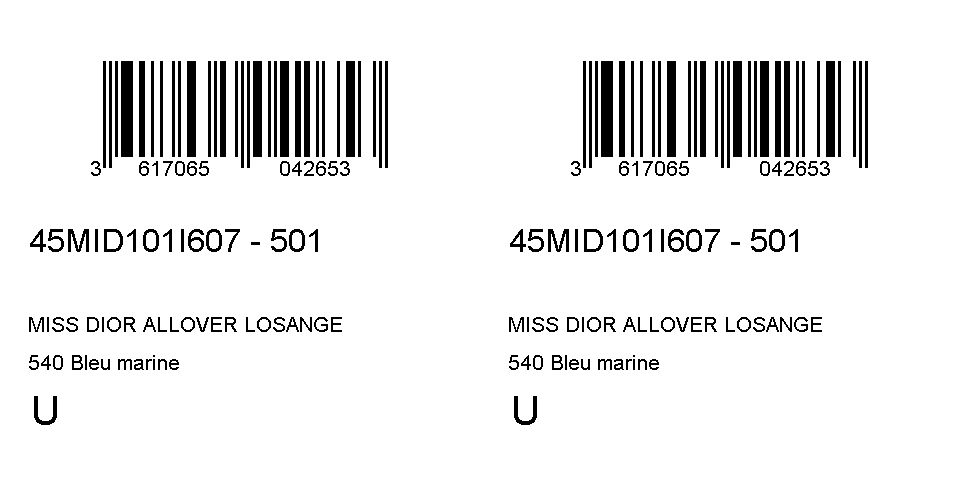 3 617065 042653
45MID101I607 - 501
MISS DIOR ALLOVER LOSANGE
540 Bleu marine
U
3 617065 042653
45MID101I607 - 501
MISS DIOR ALLOVER LOSANGE
540 Bleu marine
U